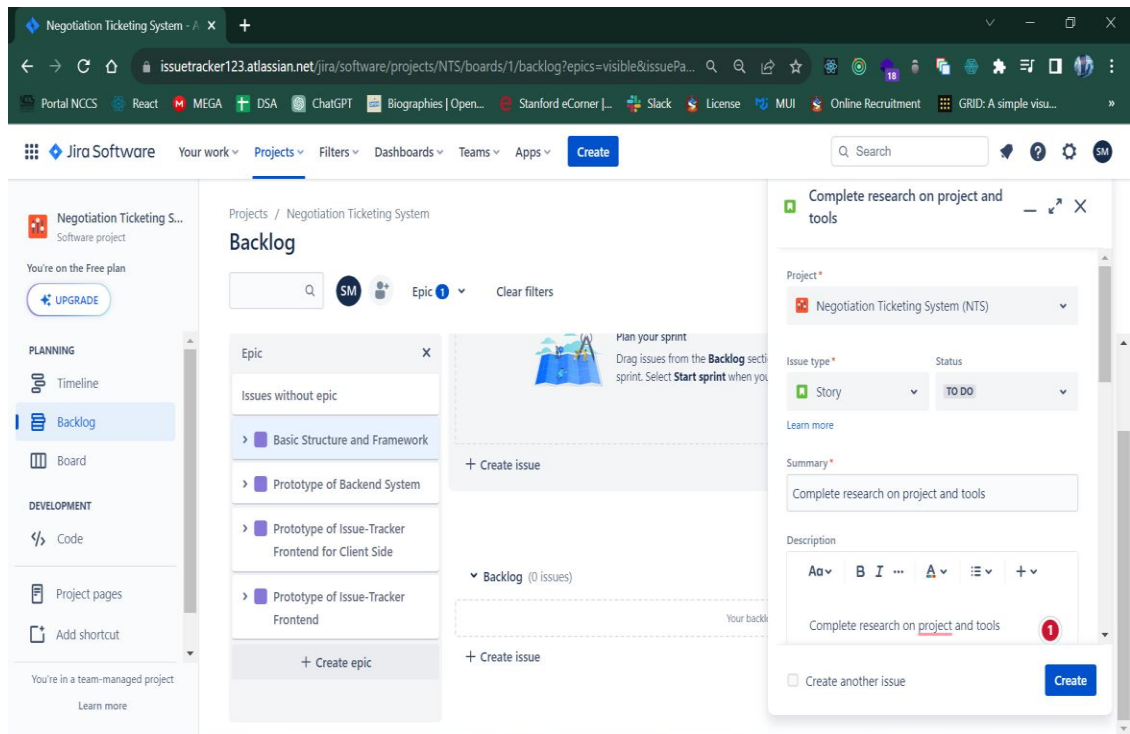 Negotiation Ticketing System - A
issuetracker123.atlassian.net/jira/software/projects/NTS/boards/1/backlog?epics=visible&issuePa...
18
Portal NCCS React MEGA DSA ChatGPT Biographies | Open... Stanford eCorner |... Slack License MUI Online Recruitment GRID: A simple visu... »
Jira Software Your work Projects Filters Dashboards Teams Apps Create Search SM
Negotiation Ticketing S...
Software project
You're on the Free plan
UPGRADE
PLANNING
Timeline
Backlog
Board
DEVELOPMENT
Code
Project pages
Add shortcut
You're in a team-managed project
Learn more
Projects / Negotiation Ticketing System
Backlog
SM Epic 1 Clear filters
Epic
Issues without epic
Basic Structure and Framework
Prototype of Backend System
Prototype of Issue-Tracker
Frontend for Client Side
Prototype of Issue-Tracker
Frontend
+ Create epic
Plan your sprint
Drag issues from the Backlog secti
sprint. Select Start sprint when you
+ Create issue
Backlog (0 issues)
Your backl
+ Create issue
Complete research on project and
tools
Project*
Negotiation Ticketing System (NTS)
Issue type* Status
Story TO DO
Learn more
Summary*
Complete research on project and tools
Description
Aa B I ... A +
Complete research on project and tools
1
Create another issue Create